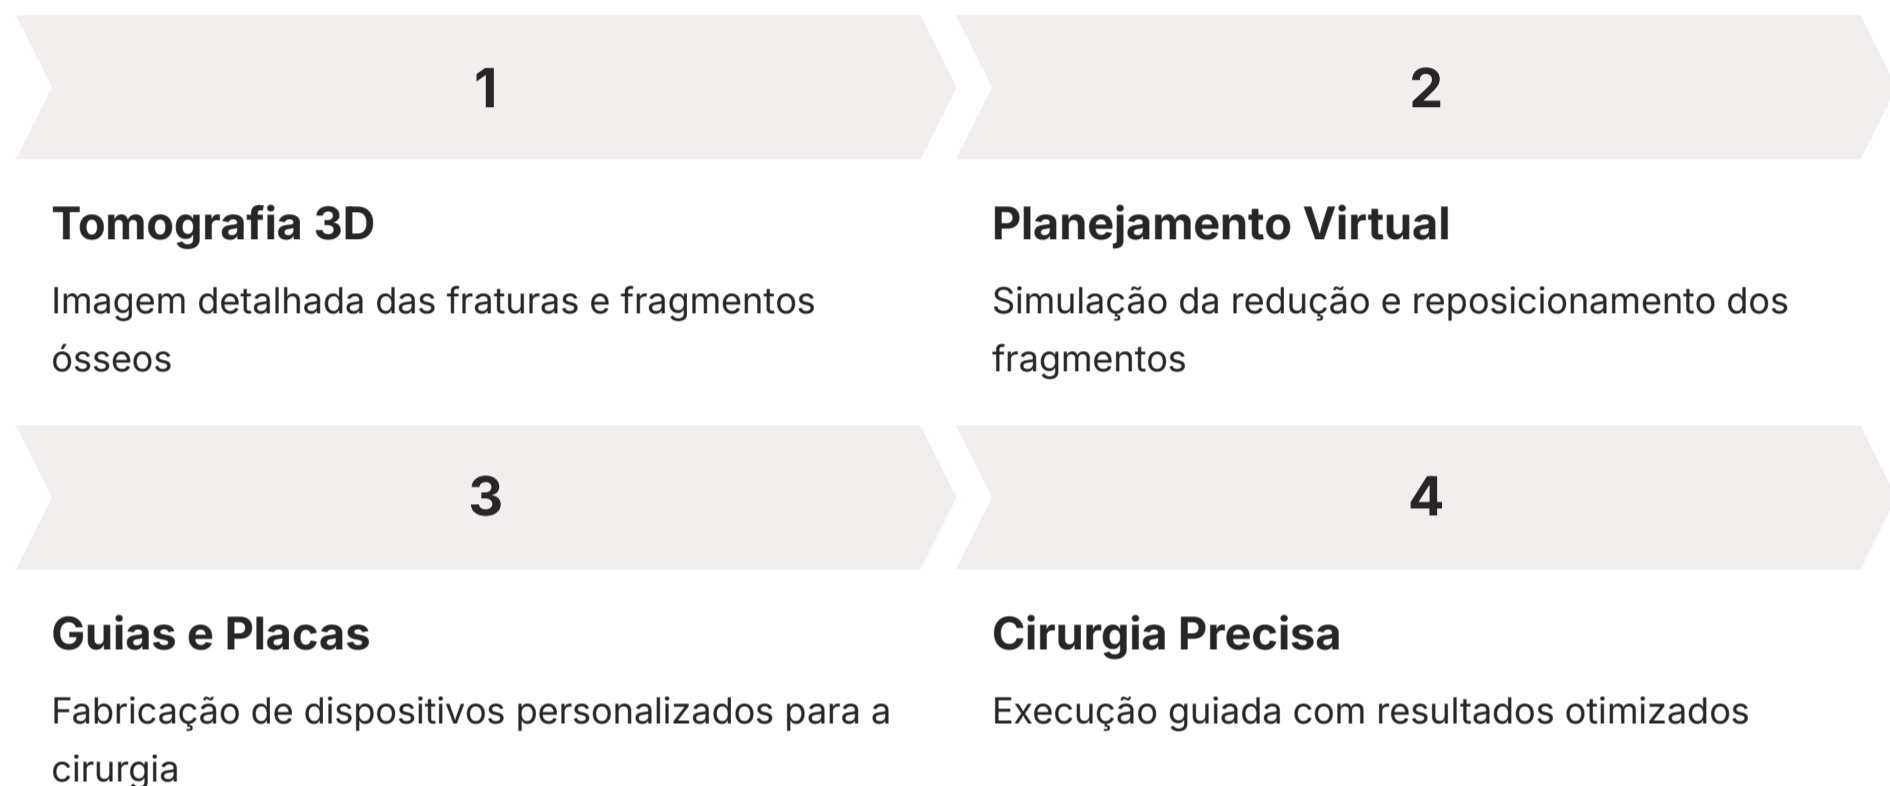 1
2
Tomografia 3D
Imagem detalhada das fraturas e fragmentos
ósseos
Planejamento Virtual
Simulação da redução e reposicionamento dos
fragmentos
3
4
Guias e Placas
Fabricação de dispositivos personalizados para a
cirurgia
Cirurgia Precisa
Execução guiada com resultados otimizados